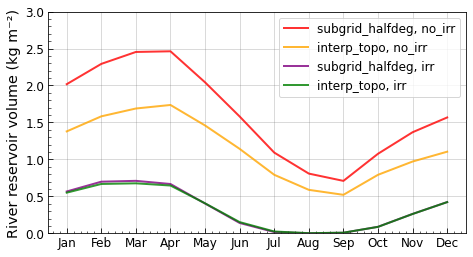 River reservoir volume (kg m⁻²)
3.0
2.5
2.0
1.5
1.0
0.5
0.0
subgrid_halfdeg, no_irr
interp_topo, no_irr
subgrid_halfdeg, irr
interp_topo, irr
Jan Feb Mar Apr May Jun Jul Aug Sep Oct Nov Dec